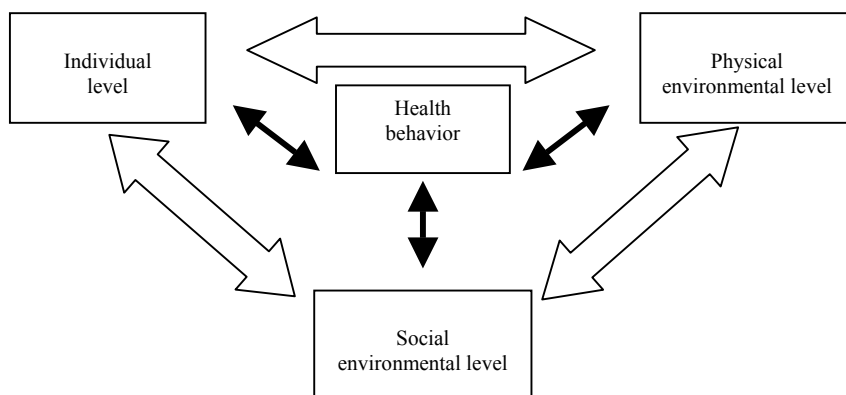 Individual
level
Physical
environmental level
Health
behavior
Social
environmental level